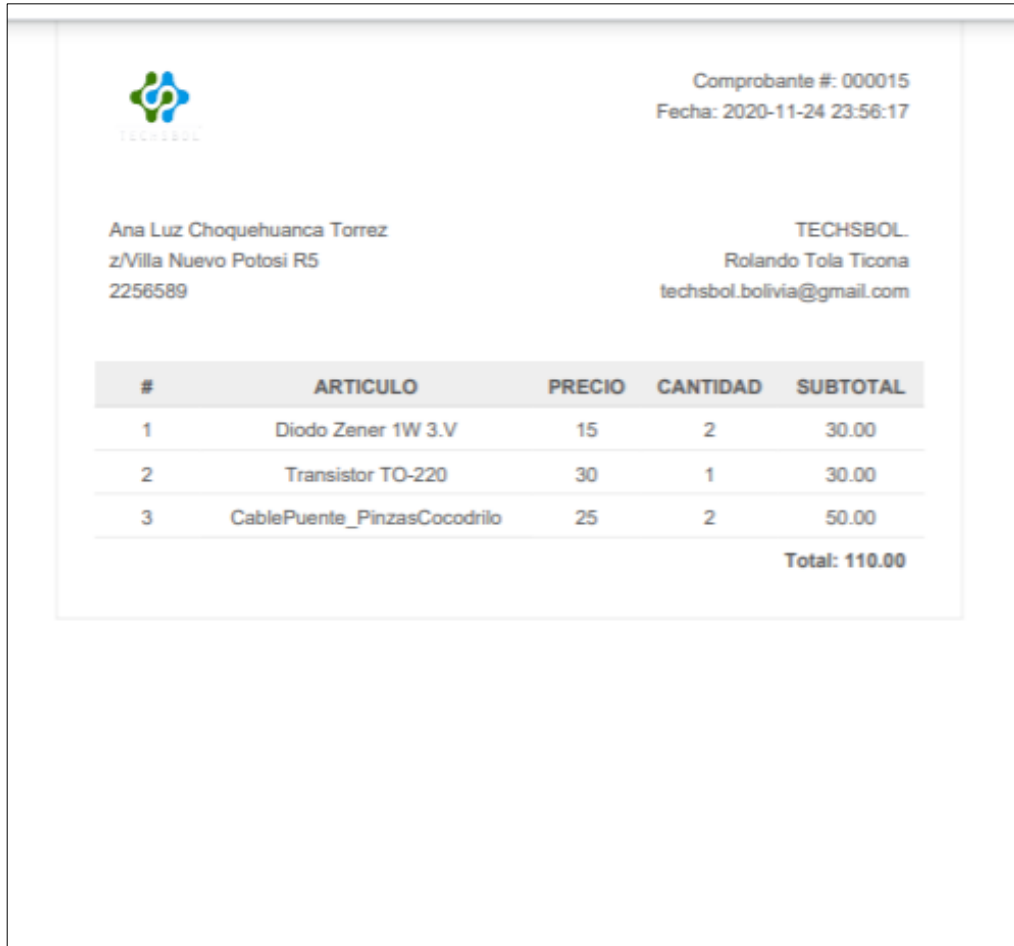 TECHSBOL
Comprobante #: 000015
Fecha: 2020-11-24 23:56:17
Ana Luz Choquehuanca Torrez
z/Villa Nuevo Potosi R5
2256589
TECHSBOL.
Rolando Tola Ticona
techsbol.bolivia@gmail.com
# ARTICULO PRECIO CANTIDAD SUBTOTAL
1 Diodo Zener 1W 3.V 15 2 30.00
2 Transistor TO-220 30 1 30.00
3 CablePuente_PinzasCocodrilo 25 2 50.00
Total: 110.00